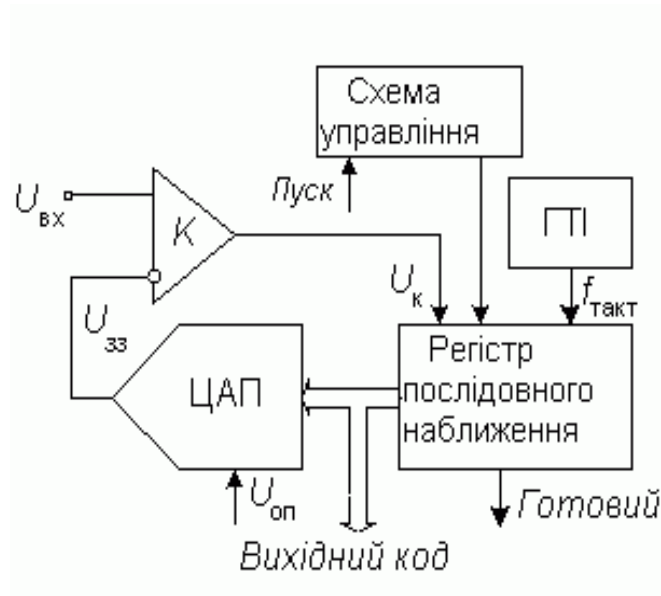 Схема
управління
Пуск
U вх
K
ГТІ
U к
f такт
U зз
ЦАП
Регістр
послідовного
наближення
U оп
Готовий
Вихідний код